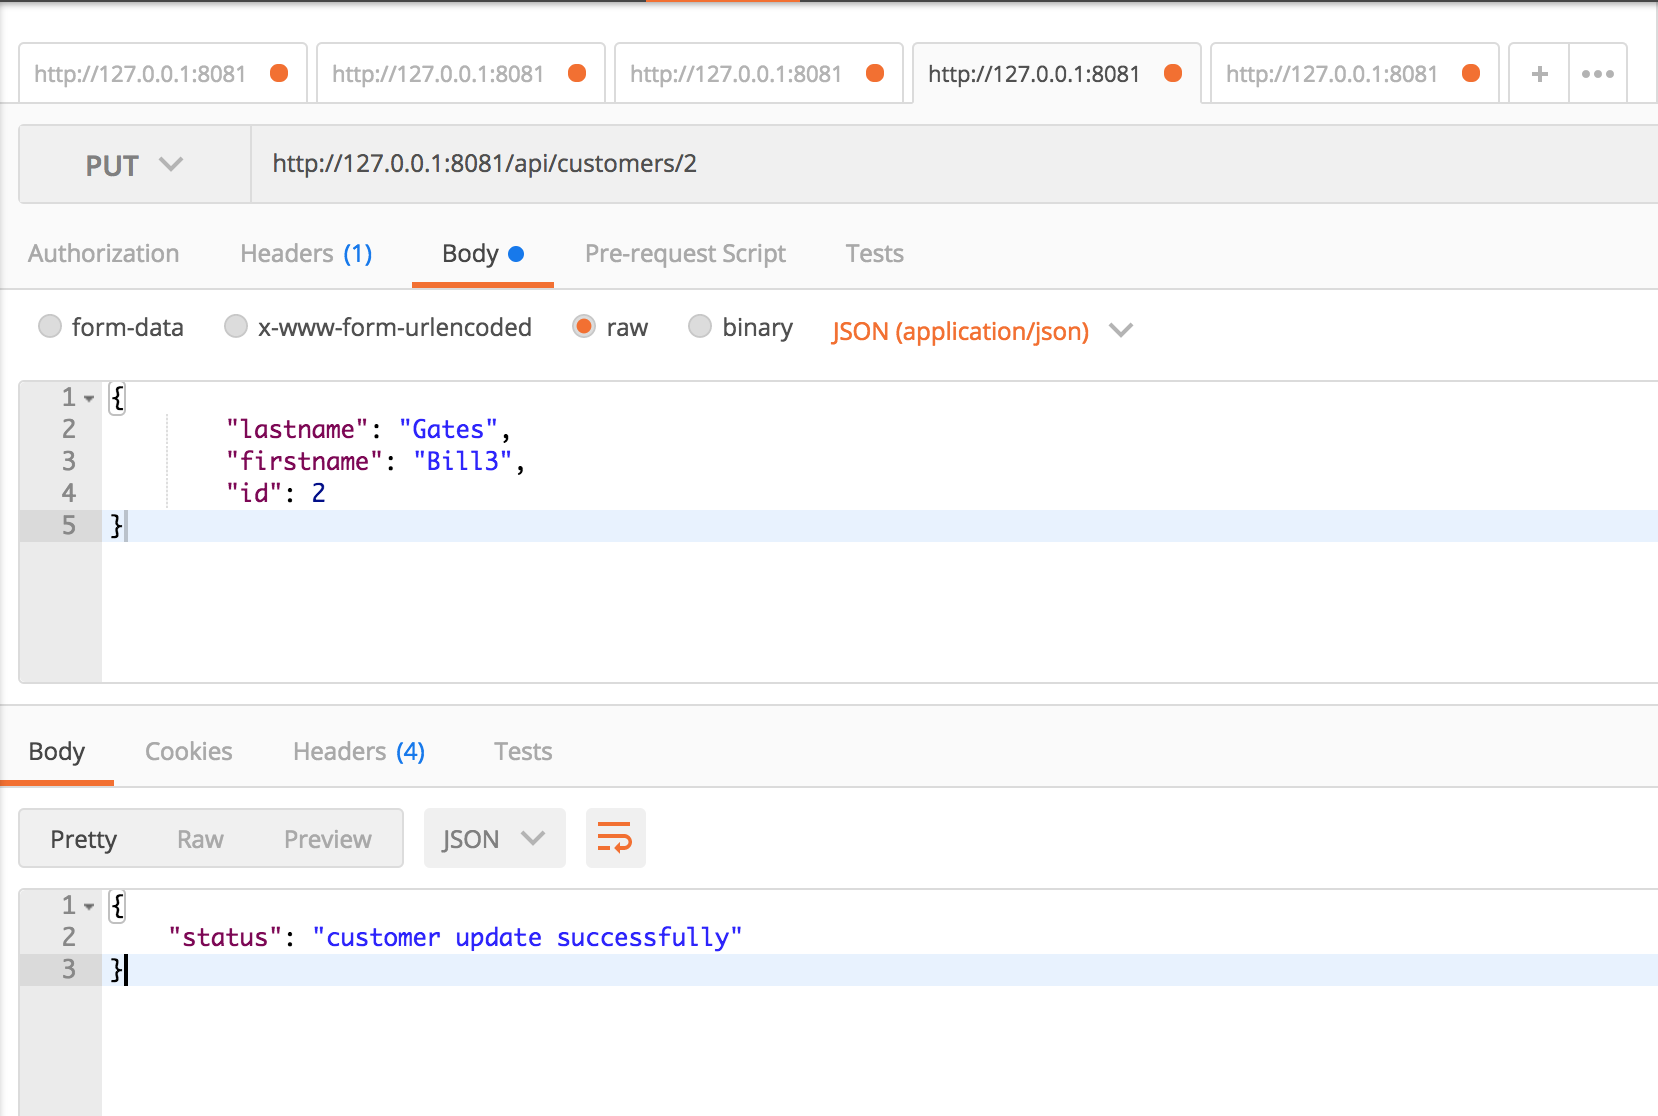 http://127.0.0.1:8081 http://127.0.0.1:8081 http://127.0.0.1:8081 http://127.0.0.1:8081 http://127.0.0.1:8081 + •••
PUT http://127.0.0.1:8081/api/customers/2
Authorization Headers (1) Body Pre-request Script Tests
form-data x-www-form-urlencoded raw binary JSON (application/json)
1 {
2 "lastname": "Gates",
3 "firstname": "Bill3",
4 "id": 2
5 }
Body Cookies Headers (4) Tests
Pretty Raw Preview JSON
1 {
2 "status": "customer update successfully"
3 }